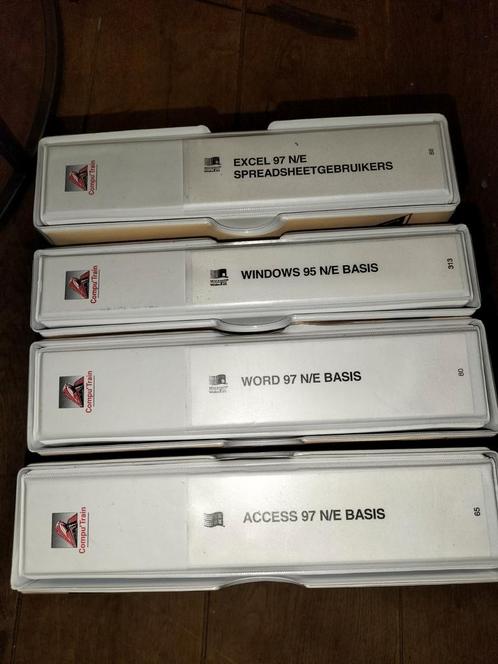 Compu'Train
EXCEL 97 N/E
SPREADSHEETGEBRUIKERS
88
Compu'Train
WINDOWS 95 N/E BASIS
313
Compu'Train
WORD 97 N/E BASIS
80
Compu'Train
ACCESS 97 N/E BASIS
65